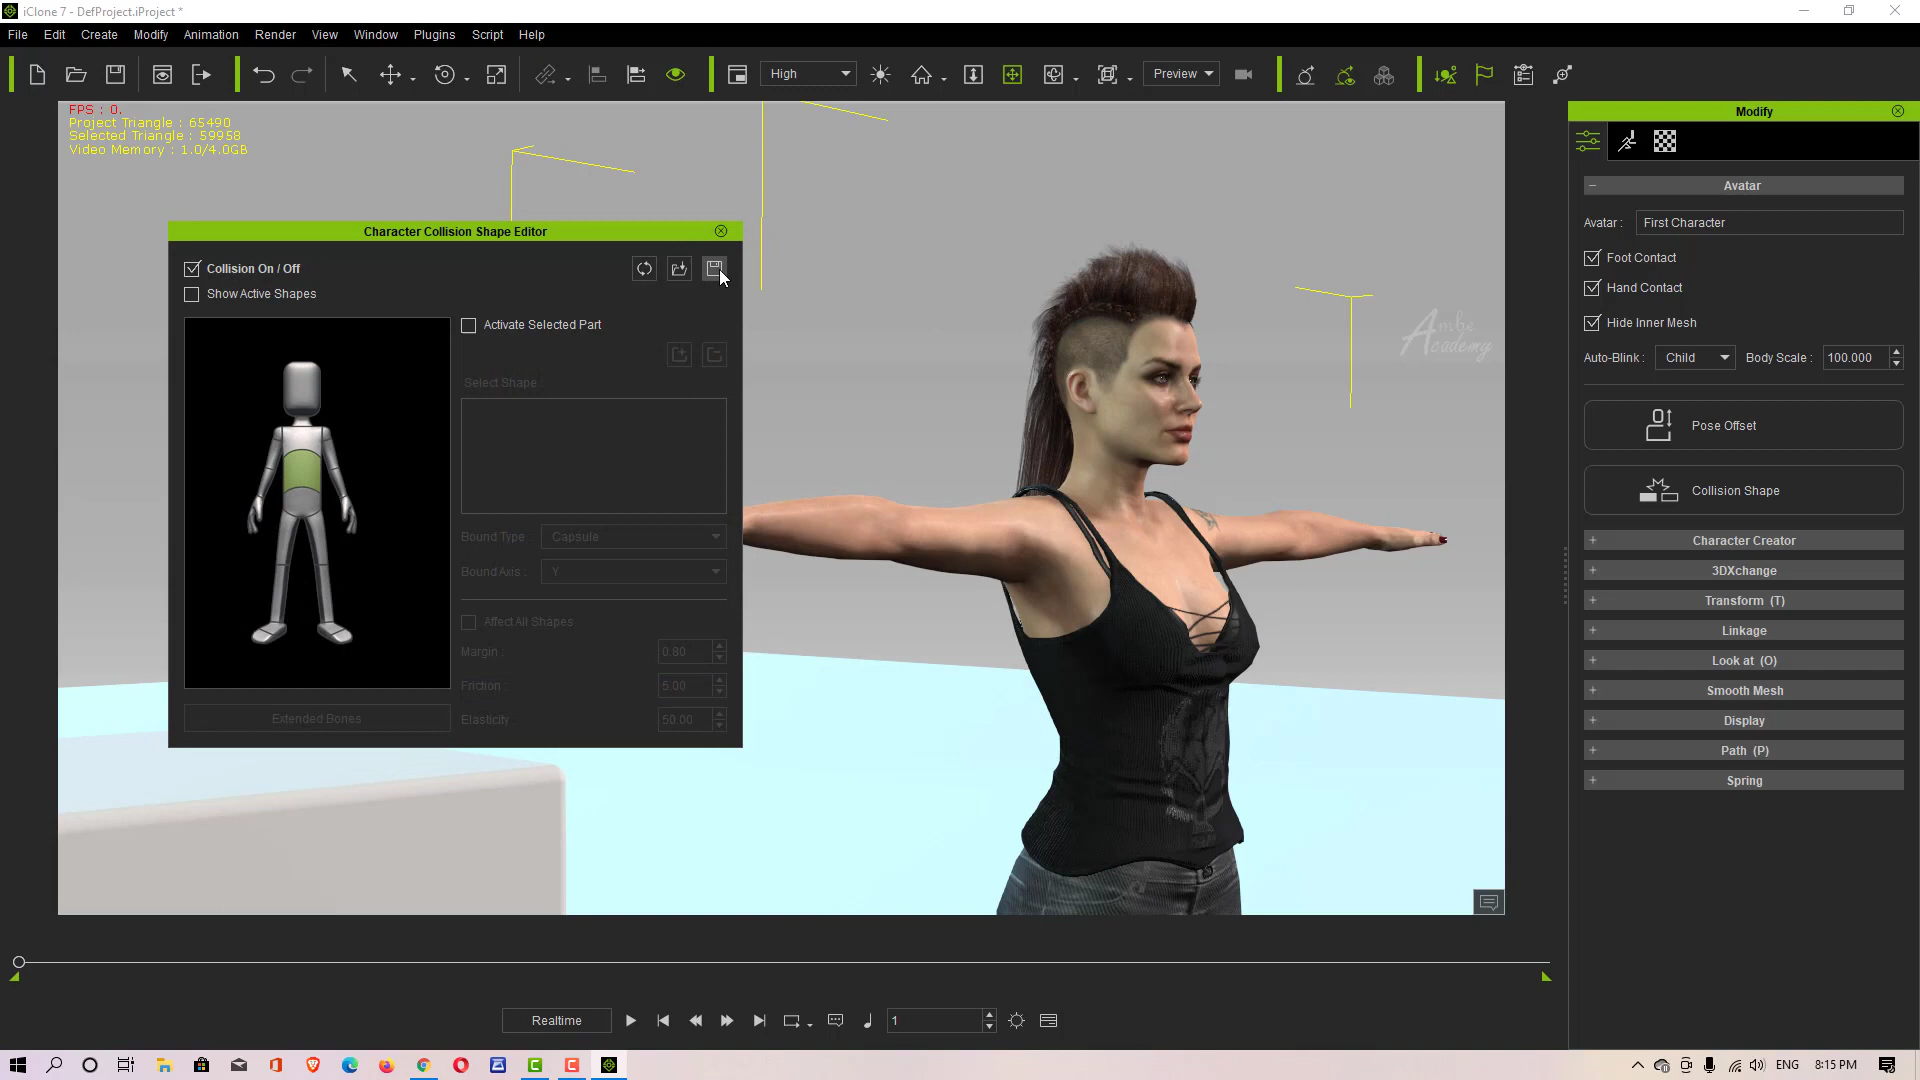 iClone 7 - DefProject.iProject *
File Edit Create Modify Animation Render View Window Plugins Script Help
High
Preview
FPS : 0.
Project Triangle : 65490
Selected Triangle : 59958
Video Memory : 1.0/4.0GB
Character Collision Shape Editor
Collision On / Off
Show Active Shapes
Activate Selected Part
Select Shape :
Bound Type : Capsule
Bound Axis : Y
Affect All Shapes
Margin : 0.80
Friction : 5.00
Elasticity : 50.00
Extended Bones
Ambe
Academy
Modify
Avatar
Avatar : First Character
Foot Contact
Hand Contact
Hide Inner Mesh
Auto-Blink : Child Body Scale : 100.000
Pose Offset
Collision Shape
Character Creator
3DXchange
Transform (T)
Linkage
Look at (O)
Smooth Mesh
Display
Path (P)
Spring
Realtime
1
ENG 8:15 PM